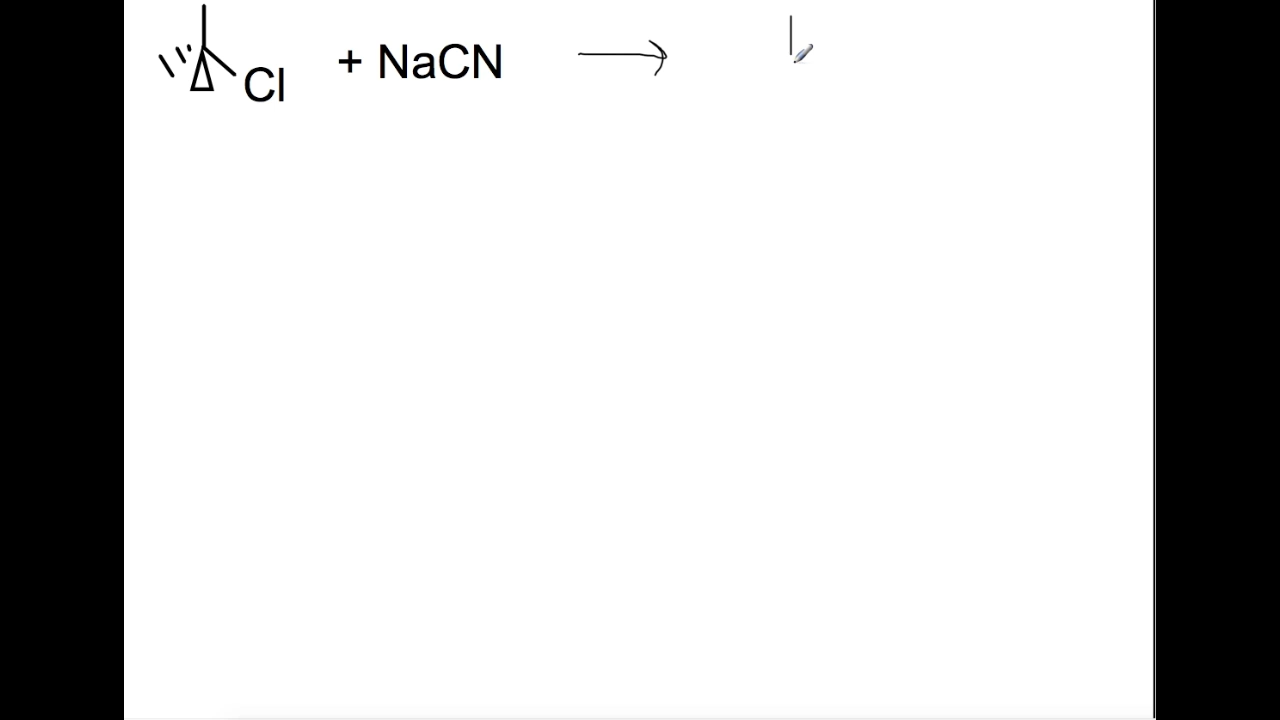 Cl + NaCN →